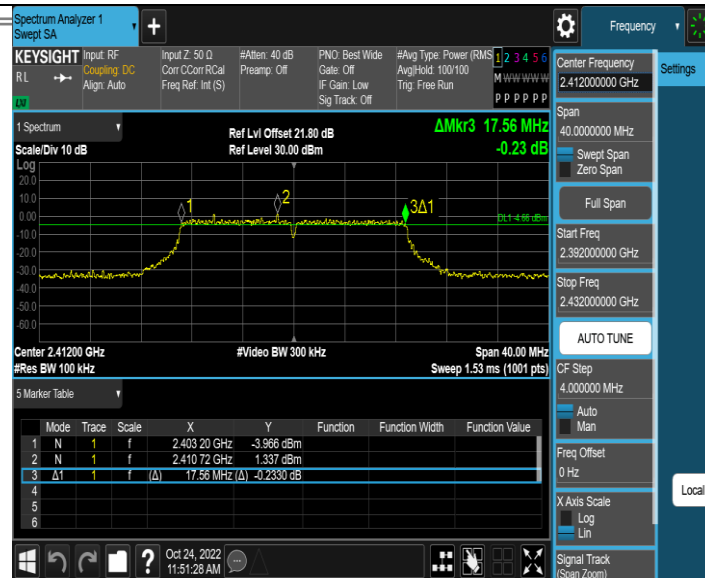 Spectrum Analyzer 1
Swept SA
Frequency
KEYSIGHT
RL
Input: RF
Coupling: DC
Align: Auto
Input Z: 50 Ω
Corr CCorr RCal
Freq Ref: Int (S)
#Atten: 40 dB
Preamp: Off
PNO: Best Wide
Gate: Off
IF Gain: Low
Sig Track: Off
#Avg Type: Power (RMS
Avg|Hold: 100/100
Trig: Free Run
1 2 3 4 5 6
M W W W W W
P P P P P P
LXI
1 Spectrum
Scale/Div 10 dB
Ref Lvl Offset 21.80 dB
Ref Level 30.00 dBm
ΔMkr3 17.56 MHz
-0.23 dB
Log
20.0
10.0
0.00
-10.0
-20.0
-30.0
-40.0
-50.0
-60.0
1
2
3Δ1
DL1 -4.66 dBm
Center 2.41200 GHz
#Video BW 300 kHz
Span 40.00 MHz
#Res BW 100 kHz
Sweep 1.53 ms (1001 pts)
5 Marker Table
Mode Trace Scale X Y Function Function Width Function Value
1 N 1 f 2.403 20 GHz -3.966 dBm
2 N 1 f 2.410 72 GHz 1.337 dBm
3 Δ1 1 f (Δ) 17.56 MHz (Δ) -0.2330 dB
4
5
6
Oct 24, 2022
11:51:28 AM
?
Center Frequency
2.412000000 GHz
Settings
Span
40.0000000 MHz
Swept Span
Zero Span
Full Span
Start Freq
2.392000000 GHz
Stop Freq
2.432000000 GHz
AUTO TUNE
CF Step
4.000000 MHz
Auto
Man
Freq Offset
0 Hz
Local
X Axis Scale
Log
Lin
Signal Track
(Span Zoom)